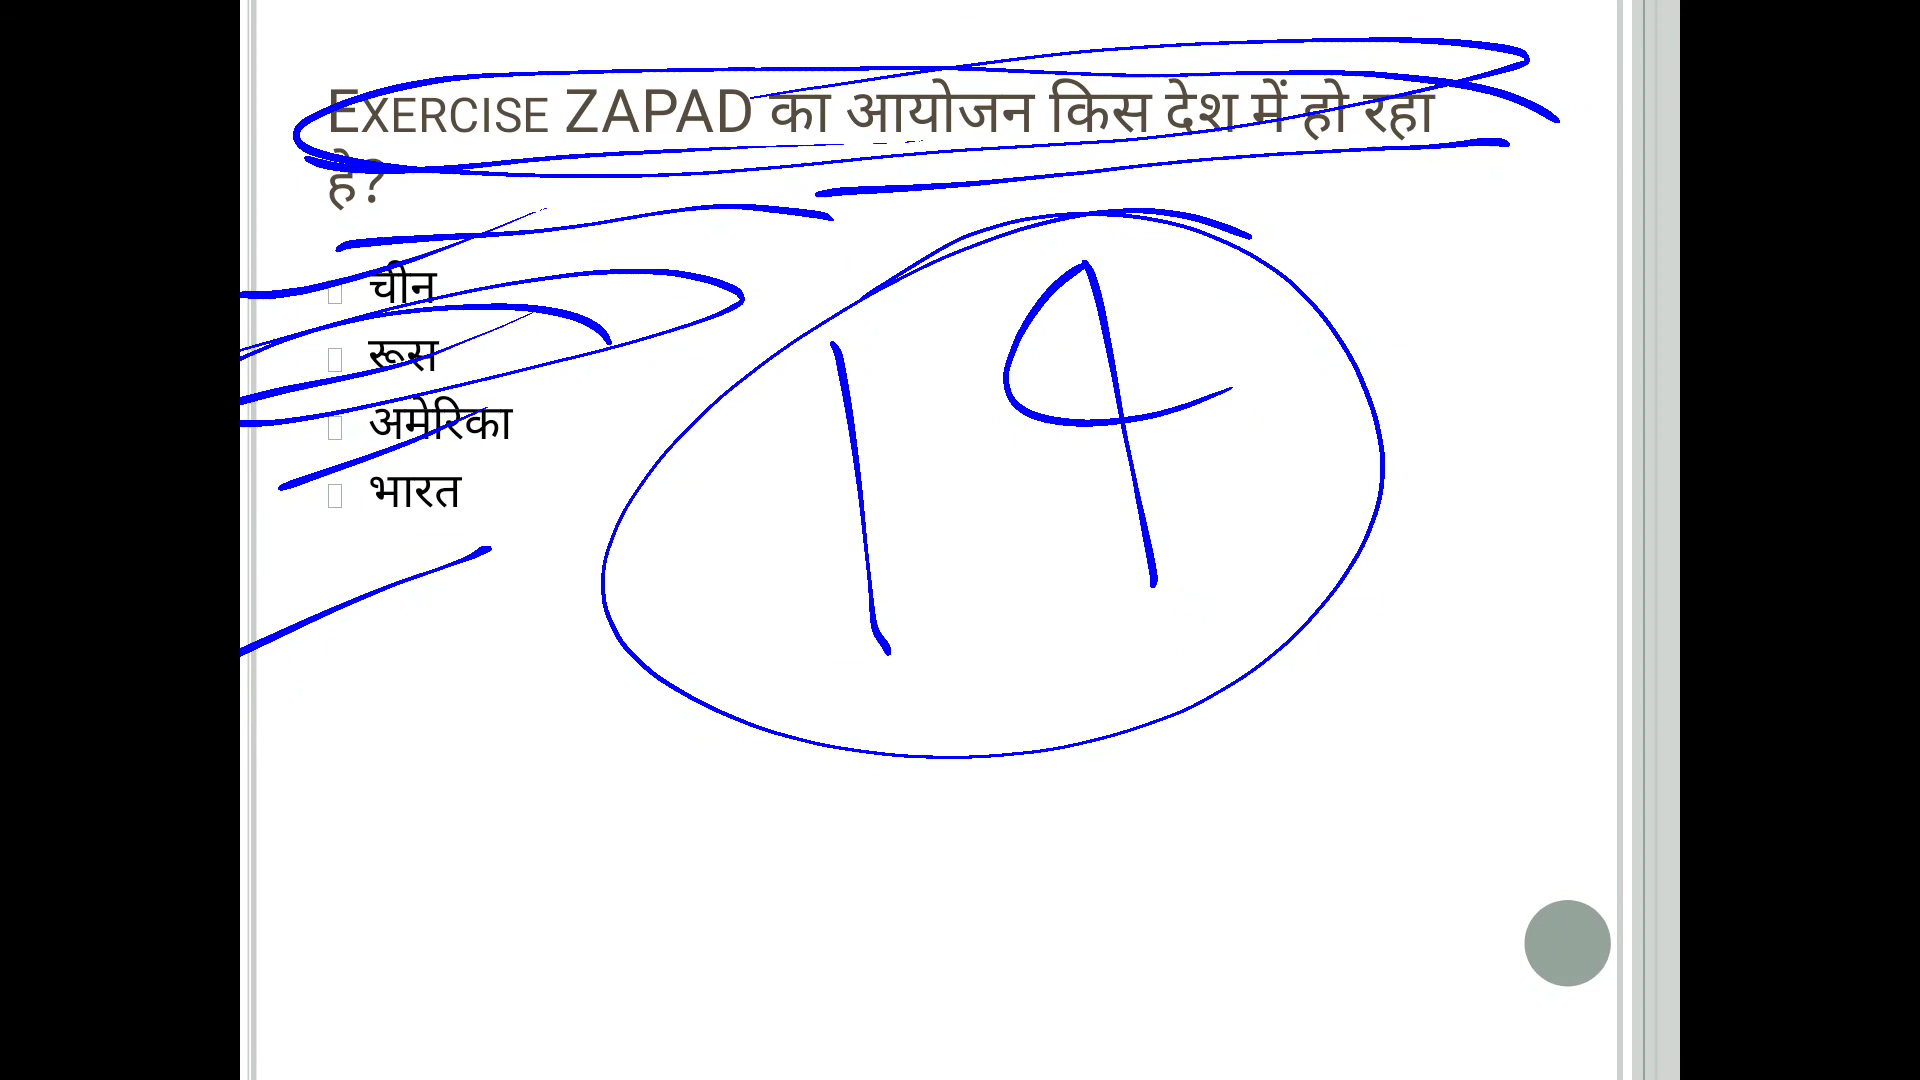 EXERCISE ZAPAD का आयोजन किस देश में हो रहा
हे?
चीन
रूस
अमेरिका
भारत
19